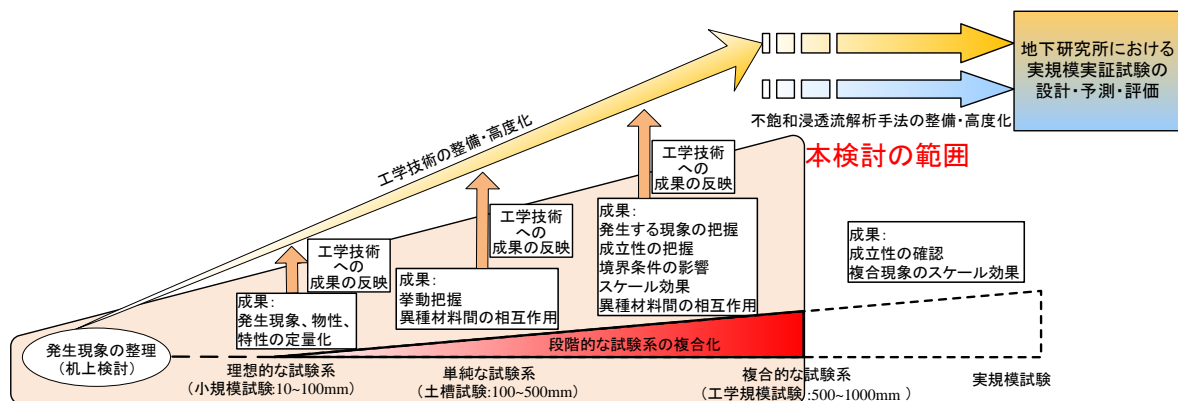 地下研究所における
実規模実証試験の
設計・予測・評価
不飽和浸透流解析手法の整備・高度化
工学技術の整備・高度化
本検討の範囲
工学技術
への
成果の反映
工学技術
への
成果の反映
工学技術
への
成果の反映
成果：
発生現象、物性、
特性の定量化
成果：
挙動把握
異種材料間の相互作用
成果：
発生する現象の把握
成立性の把握
境界条件の影響
スケール効果
異種材料間の相互作用
成果：
成立性の確認
複合現象のスケール効果
発生現象の整理
（机上検討）
段階的な試験系の複合化
理想的な試験系
（小規模試験：10~100mm）
単純な試験系
（土槽試験：100~500mm）
複合的な試験系
（工学規模試験：500~1000mm ）
実規模試験